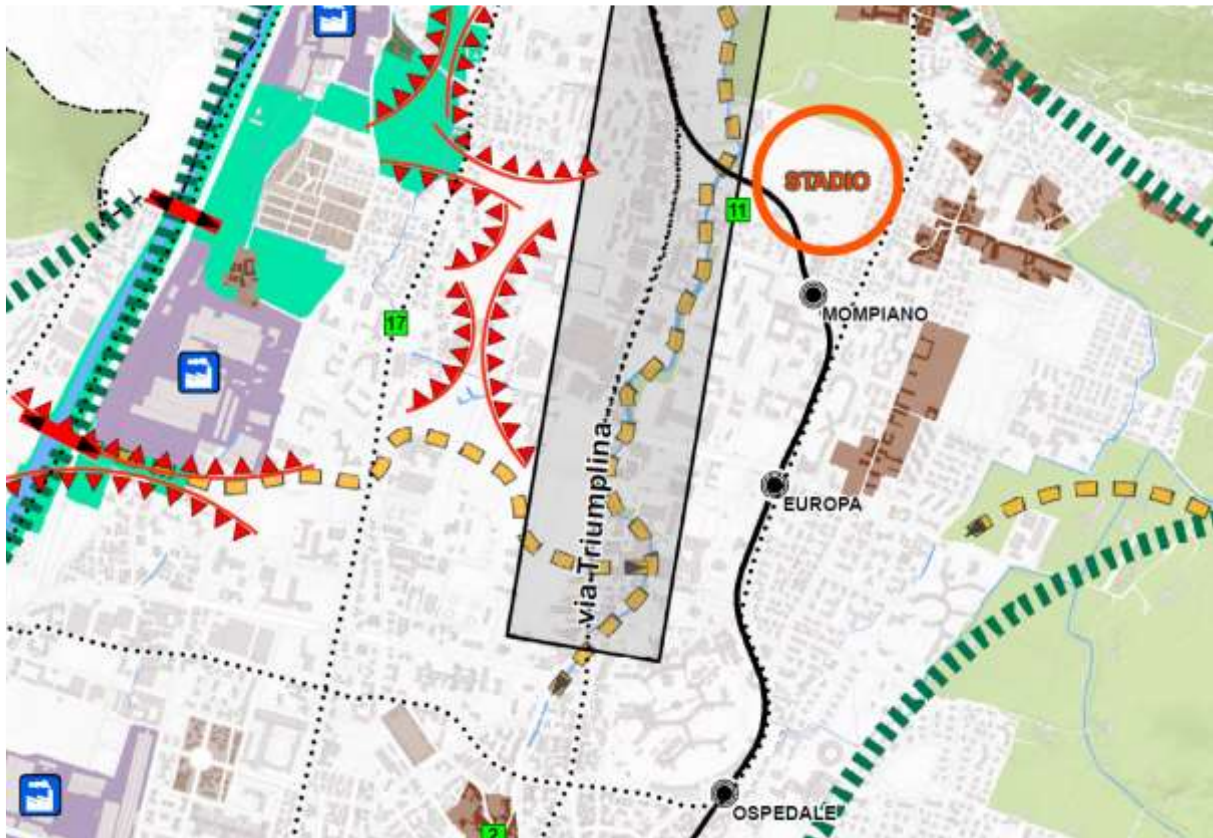 STADIO
11
MOMPIANO
17
via Triumplina
EUROPA
OSPEDALE
2